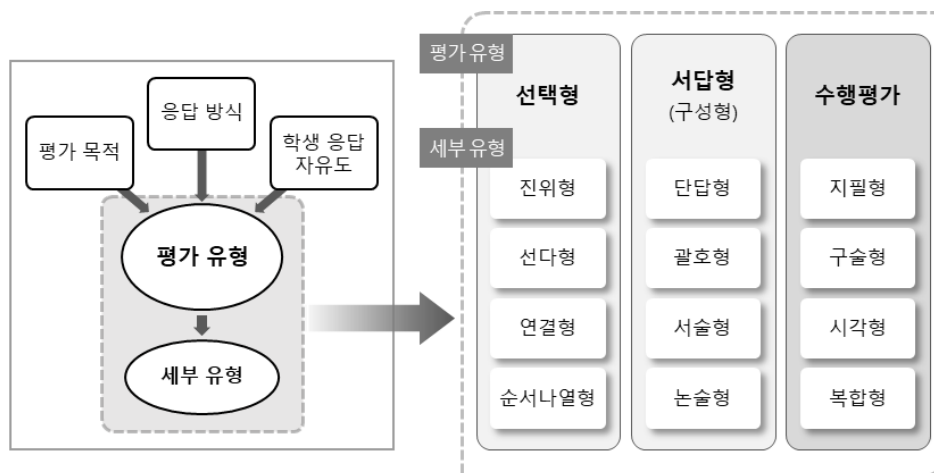 평가 목적
응답 방식
학생 응답
자유도
평가 유형
세부 유형
평가 유형
세부 유형
선택형
진위형
선다형
연결형
순서나열형
서답형
(구성형)
단답형
괄호형
서술형
논술형
수행평가
지필형
구술형
시각형
복합형